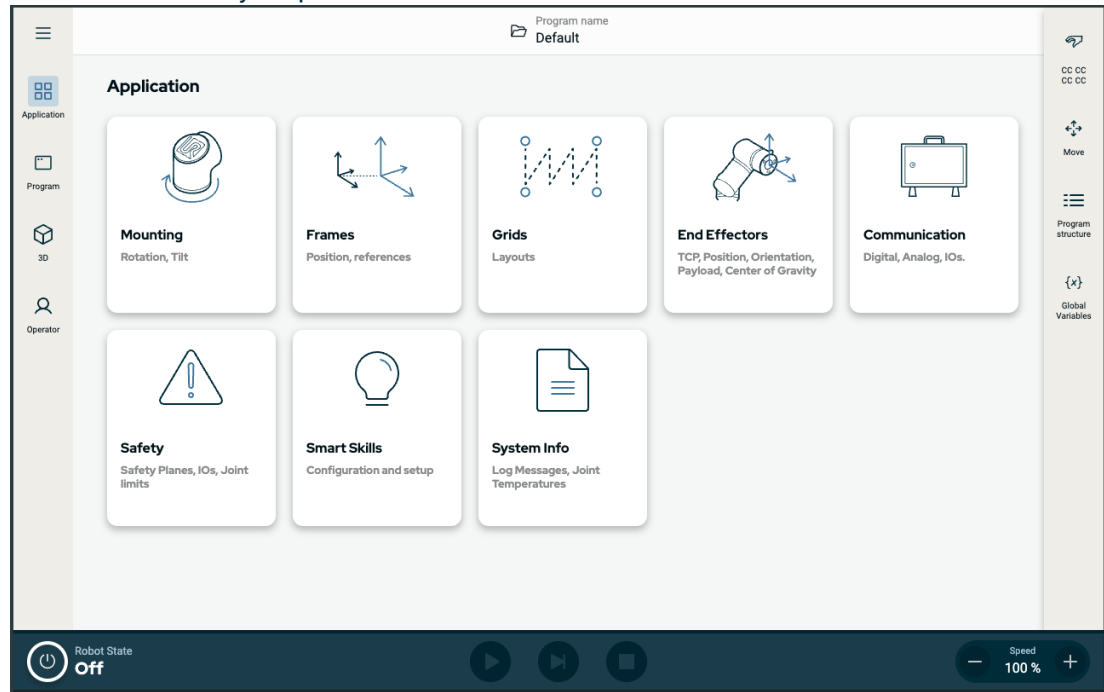 Program name
Default
Application
Application
Program
3D
Operator
Mounting
Rotation, Tilt
Frames
Position, references
Grids
Layouts
End Effectors
TCP, Position, Orientation,
Payload, Center of Gravity
Communication
Digital, Analog, IOs.
Safety
Safety Planes, IOs, Joint
limits
Smart Skills
Configuration and setup
System Info
Log Messages, Joint
Temperatures
CC CC
CC CC
Move
Program
structure
{x}
Global
Variables
Robot State
Off
Speed
100 %